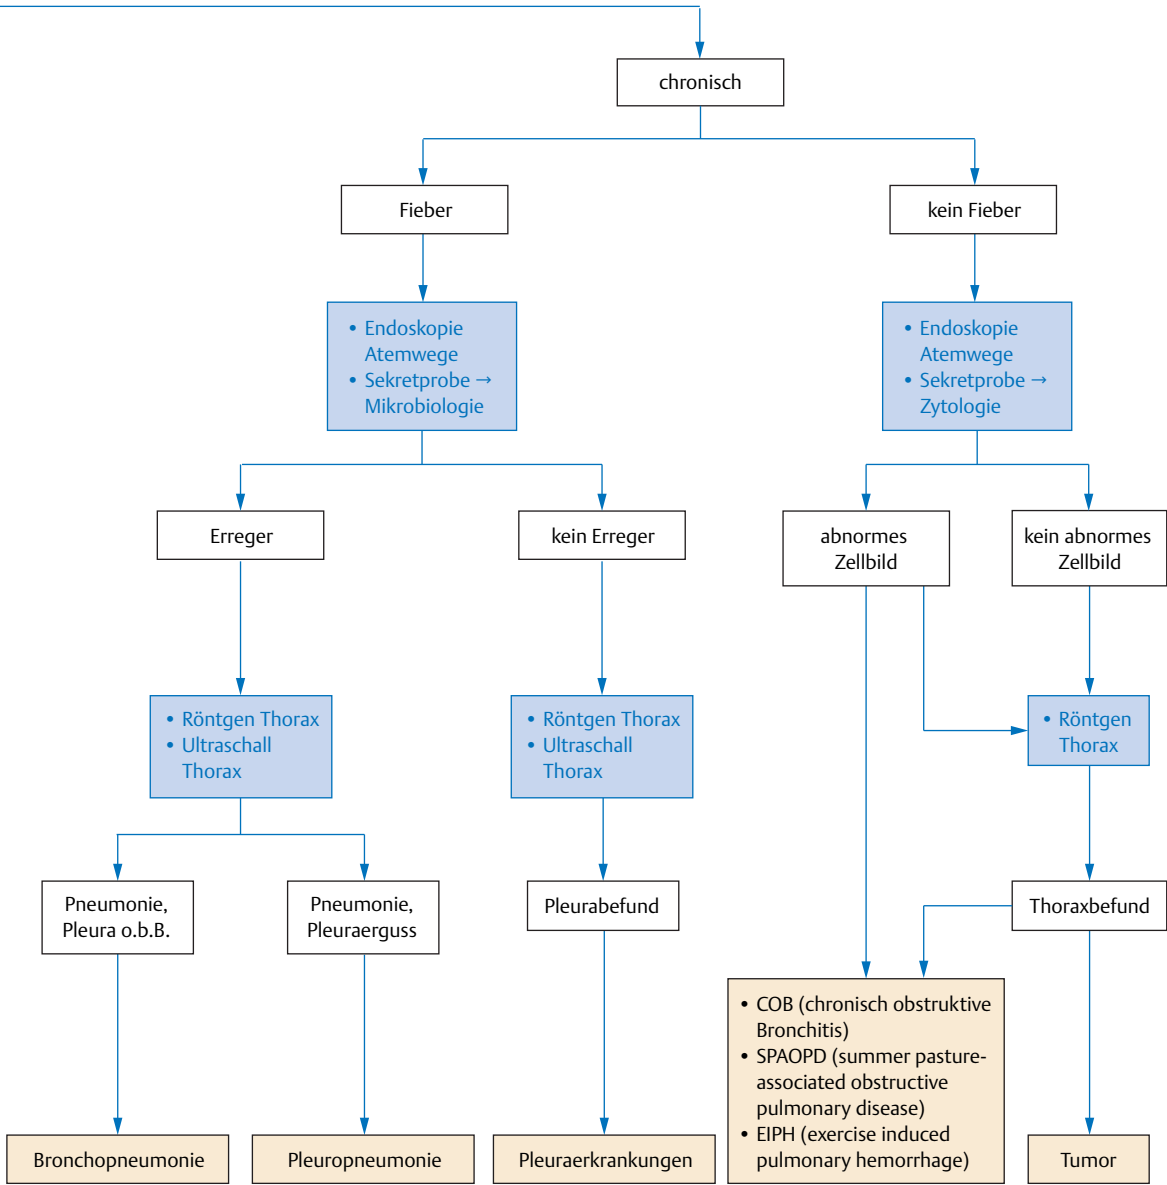 chronisch
Fieber
kein Fieber
• Endoskopie
Atemwege
• Sekretprobe →
Mikrobiologie
• Endoskopie
Atemwege
• Sekretprobe →
Zytologie
Erreger
kein Erreger
abnormes
Zellbild
kein abnormes
Zellbild
• Röntgen Thorax
• Ultraschall
Thorax
• Röntgen Thorax
• Ultraschall
Thorax
• Röntgen
Thorax
Pneumonie,
Pleura o.b.B.
Pneumonie,
Pleuraerguss
Pleurabefund
Thoraxbefund
• COB (chronisch obstruktive
Bronchitis)
• SPAOPD (summer pasture-
associated obstructive
pulmonary disease)
• EIPH (exercise induced
pulmonary hemorrhage)
Bronchopneumonie
Pleuropneumonie
Pleuraerkrankungen
Tumor